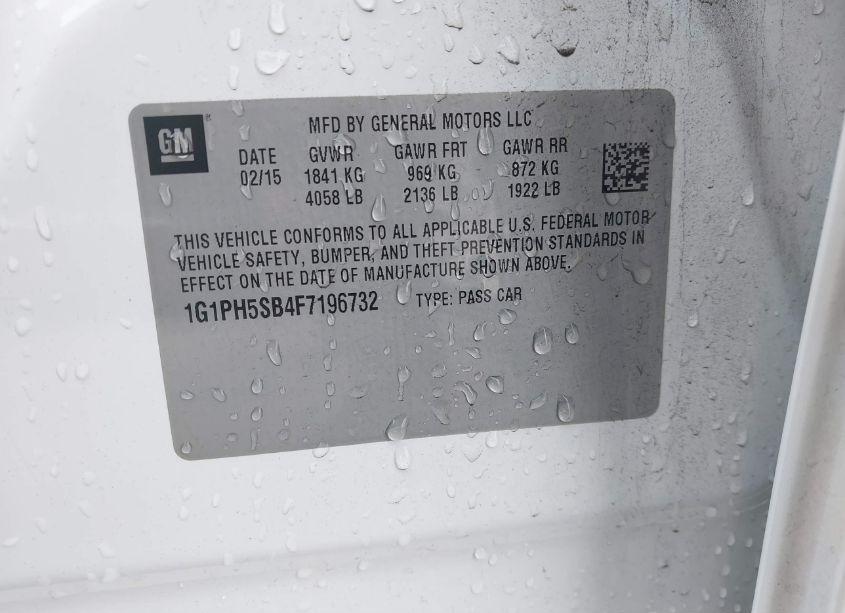 GM
MFD BY GENERAL MOTORS LLC
DATE GVWR GAWR FRT GAWR RR
02/15 1841 KG 969 KG 872 KG
4058 LB 2136 LB 1922 LB
THIS VEHICLE CONFORMS TO ALL APPLICABLE U.S. FEDERAL MOTOR
VEHICLE SAFETY, BUMPER, AND THEFT PREVENTION STANDARDS IN
EFFECT ON THE DATE OF MANUFACTURE SHOWN ABOVE.
1G1PH5SB4F7196732 TYPE: PASS CAR